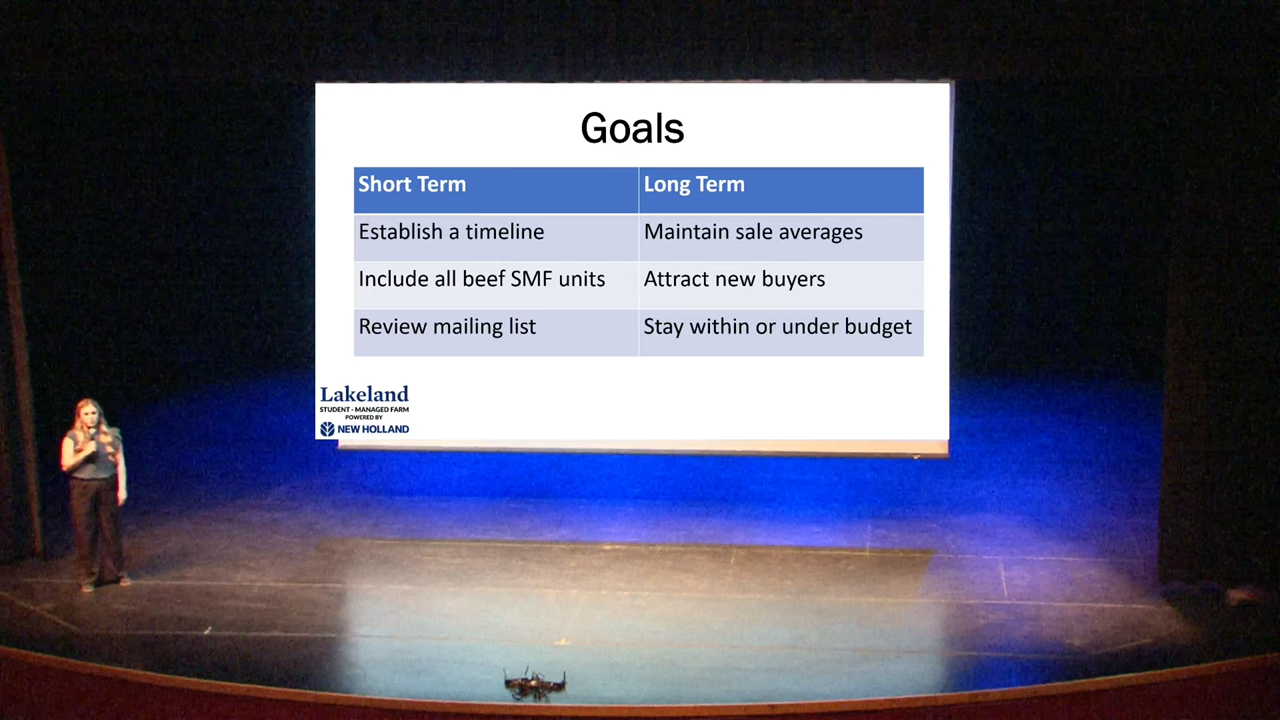 Goals
Short Term Long Term
Establish a timeline Maintain sale averages
Include all beef SMF units Attract new buyers
Review mailing list Stay within or under budget
Lakeland
STUDENT - MANAGED FARM
POWERED BY
NEW HOLLAND